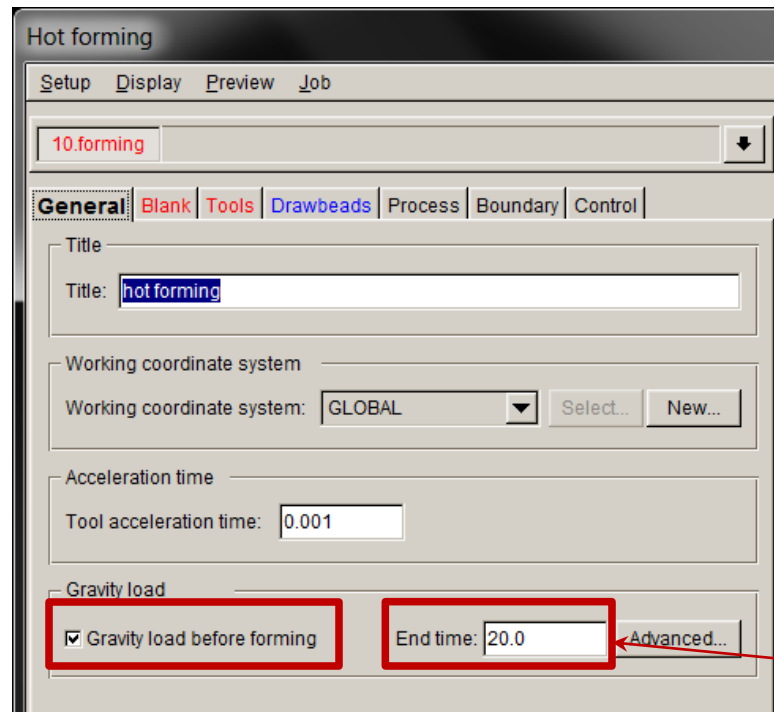 Hot forming
Setup Display Preview Job
10.forming
General Blank Tools Drawbeads Process Boundary Control
Title
Title: hot forming
Working coordinate system
Working coordinate system: GLOBAL Select... New...
Acceleration time
Tool acceleration time: 0.001
Gravity load
Gravity load before forming End time: 20.0 Advanced...